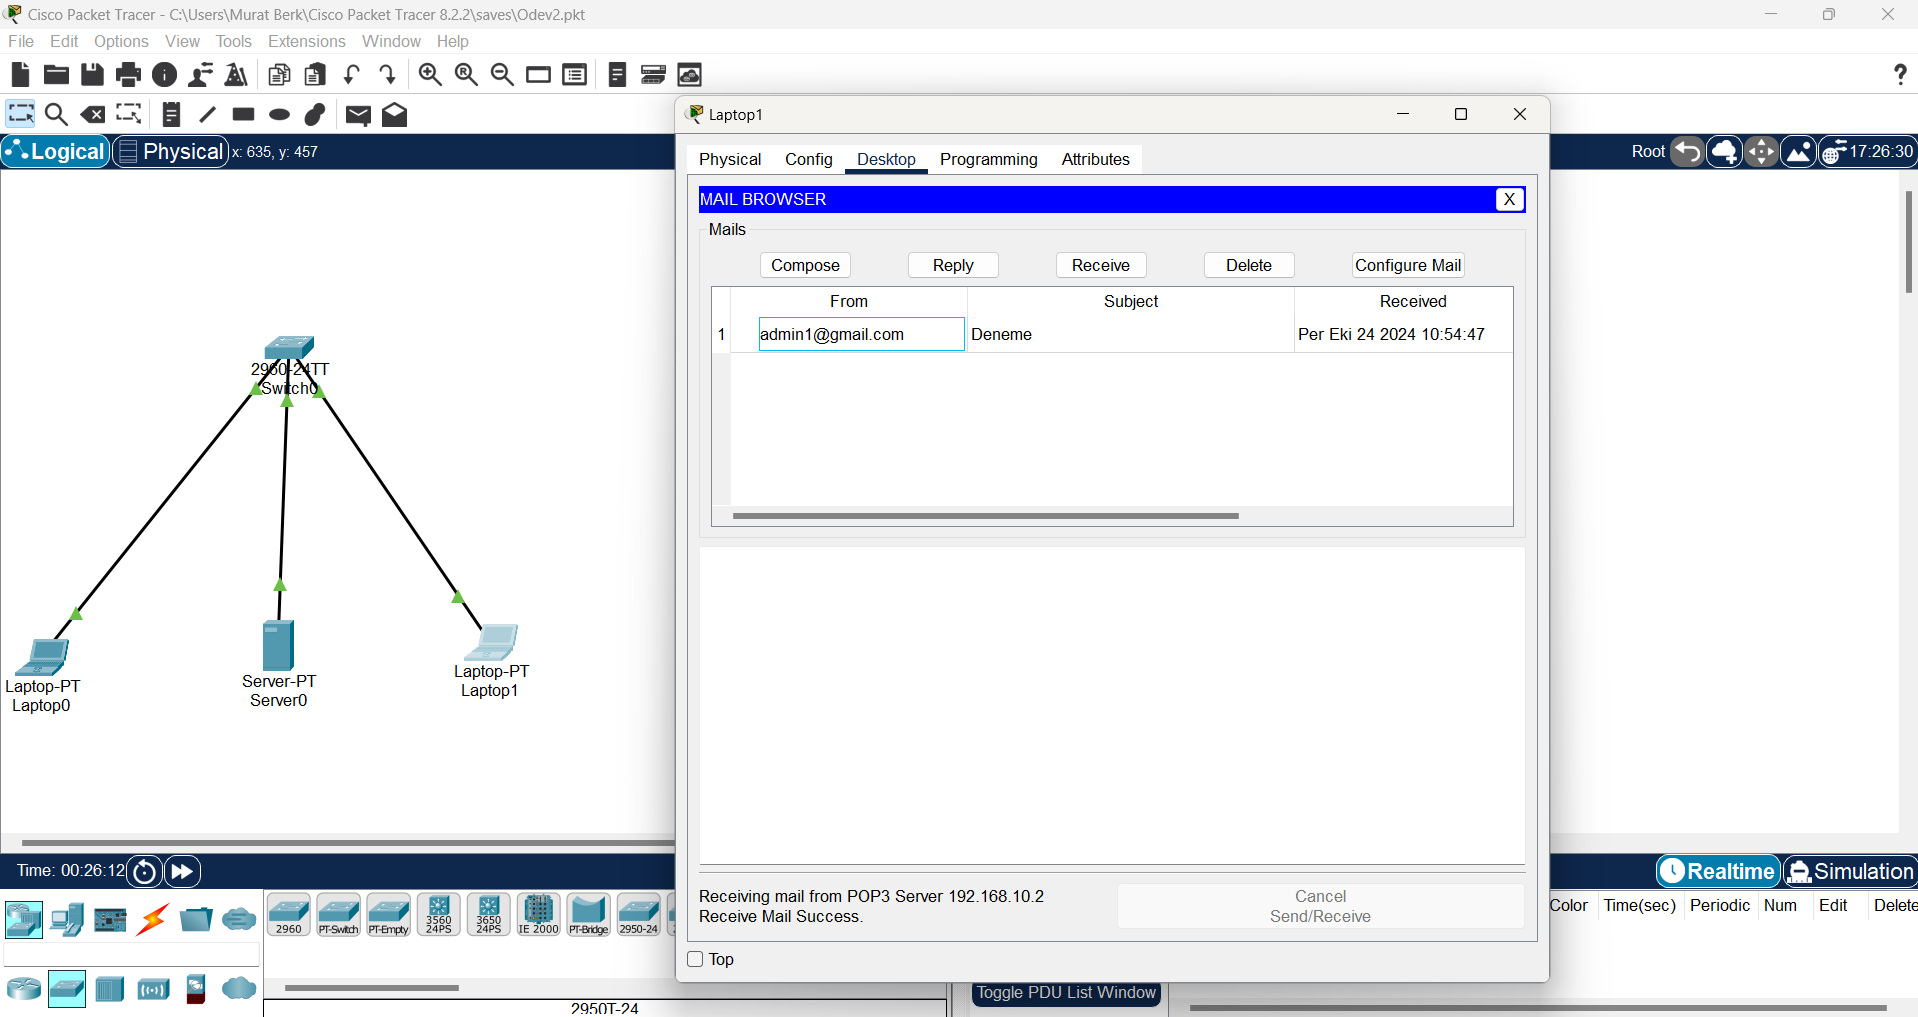 Cisco Packet Tracer - C:\Users\Murat Berk\Cisco Packet Tracer 8.2.2\saves\Odev2.pkt
File Edit Options View Tools Extensions Window Help
?
Logical Physical x: 635, y: 457
Root 17:26:30
2960-24TT
Switch0
Laptop-PT
Laptop0
Server-PT
Server0
Laptop-PT
Laptop1
Laptop1
Physical Config Desktop Programming Attributes
MAIL BROWSER X
Mails
Compose Reply Receive Delete Configure Mail
From Subject Received
1 admin1@gmail.com Deneme Per Eki 24 2024 10:54:47
Receiving mail from POP3 Server 192.168.10.2
Receive Mail Success.
Cancel
Send/Receive
Top
Time: 00:26:12
Realtime Simulation
2960
PT-Switch
PT-Empty
3560
24PS
3650
24PS
IE 2000
PT-Bridge
2950-24
2950T-24
Toggle PDU List Window
Color Time(sec) Periodic Num Edit Delete